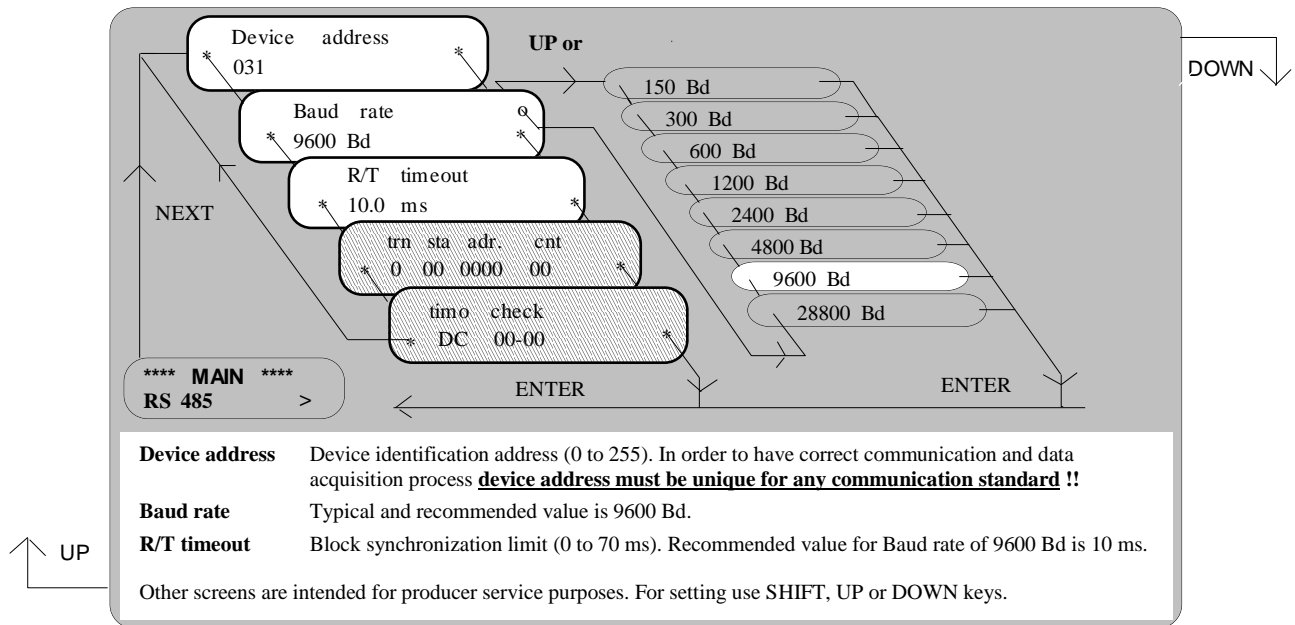 Device address
031
UP or
DOWN
Baud rate o
9600 Bd
R/T timeout
10.0 ms
trn sta adr. cnt
0 00 0000 00
timo check
DC 00-00
NEXT
150 Bd
300 Bd
600 Bd
1200 Bd
2400 Bd
4800 Bd
9600 Bd
28800 Bd
**** MAIN ****
RS 485 >
ENTER
ENTER
Device address Device identification address (0 to 255). In order to have correct communication and data
acquisition process device address must be unique for any communication standard !!
Baud rate Typical and recommended value is 9600 Bd.
R/T timeout Block synchronization limit (0 to 70 ms). Recommended value for Baud rate of 9600 Bd is 10 ms.
UP
Other screens are intended for producer service purposes. For setting use SHIFT, UP or DOWN keys.